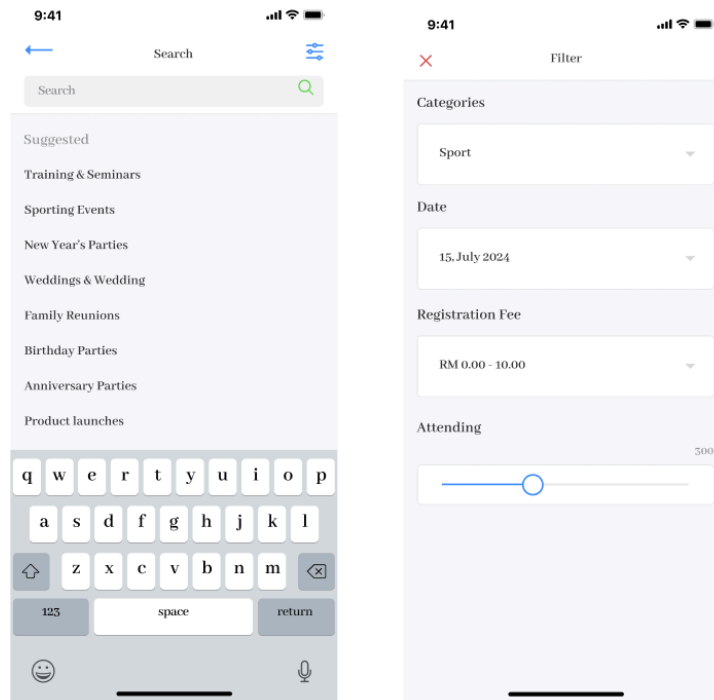 9:41
Search
Search
Suggested
Training & Seminars
Sporting Events
New Year's Parties
Weddings & Wedding
Family Reunions
Birthday Parties
Anniversary Parties
Product launches
q w e r t y u i o p
a s d f g h j k l
z x c v b n m
123 space return
9:41
Filter
Categories
Sport
Date
15, July 2024
Registration Fee
RM 0.00 - 10.00
Attending
300